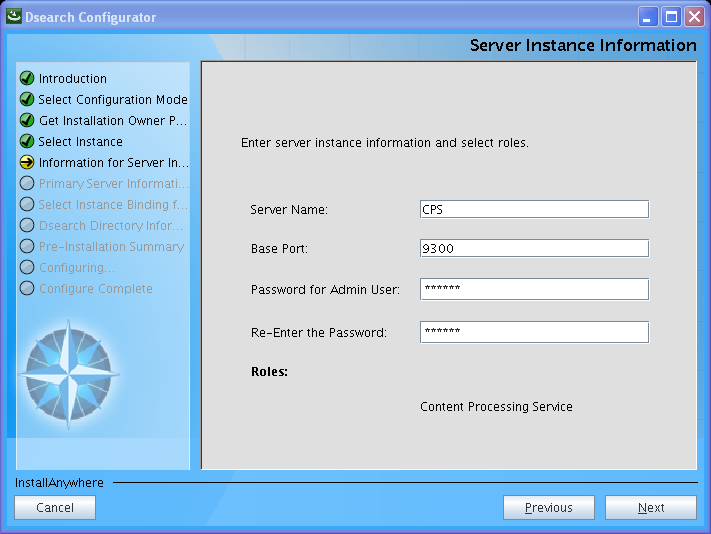 Dsearch Configurator
Server Instance Information
Introduction
Select Configuration Mode
Get Installation Owner P...
Select Instance
Information for Server In...
Primary Server Informati...
Select Instance Binding f...
Dsearch Directory Infor...
Pre-Installation Summary
Configuring...
Configure Complete
Enter server instance information and select roles.
Server Name: CPS
Base Port: 9300
Password for Admin User: ******
Re-Enter the Password: ******
Roles:
Content Processing Service
InstallAnywhere
Cancel Previous Next